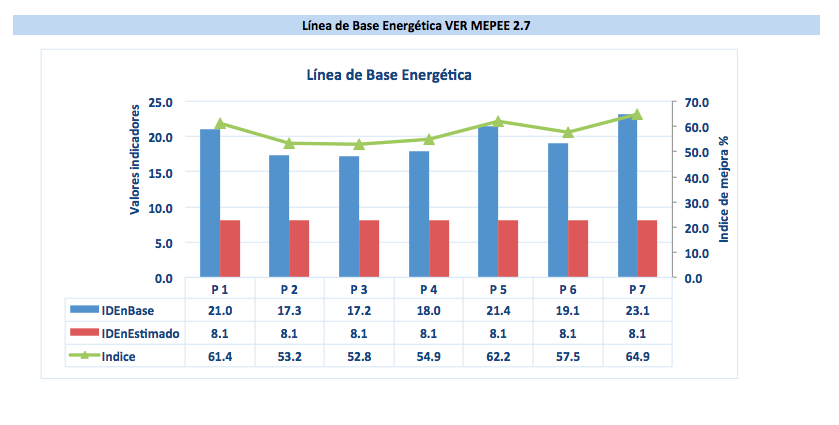 Línea de Base Energética VER MEPEE 2.7
Línea de Base Energética
Valores indicadores
25.0
20.0
15.0
10.0
5.0
0.0
70.0
60.0
50.0
40.0
30.0
20.0
10.0
0.0
Indice de mejora %
P 1 P 2 P 3 P 4 P 5 P 6 P 7
IDEnBase 21.0 17.3 17.2 18.0 21.4 19.1 23.1
IDEnEstimado 8.1 8.1 8.1 8.1 8.1 8.1 8.1
Indice 61.4 53.2 52.8 54.9 62.2 57.5 64.9